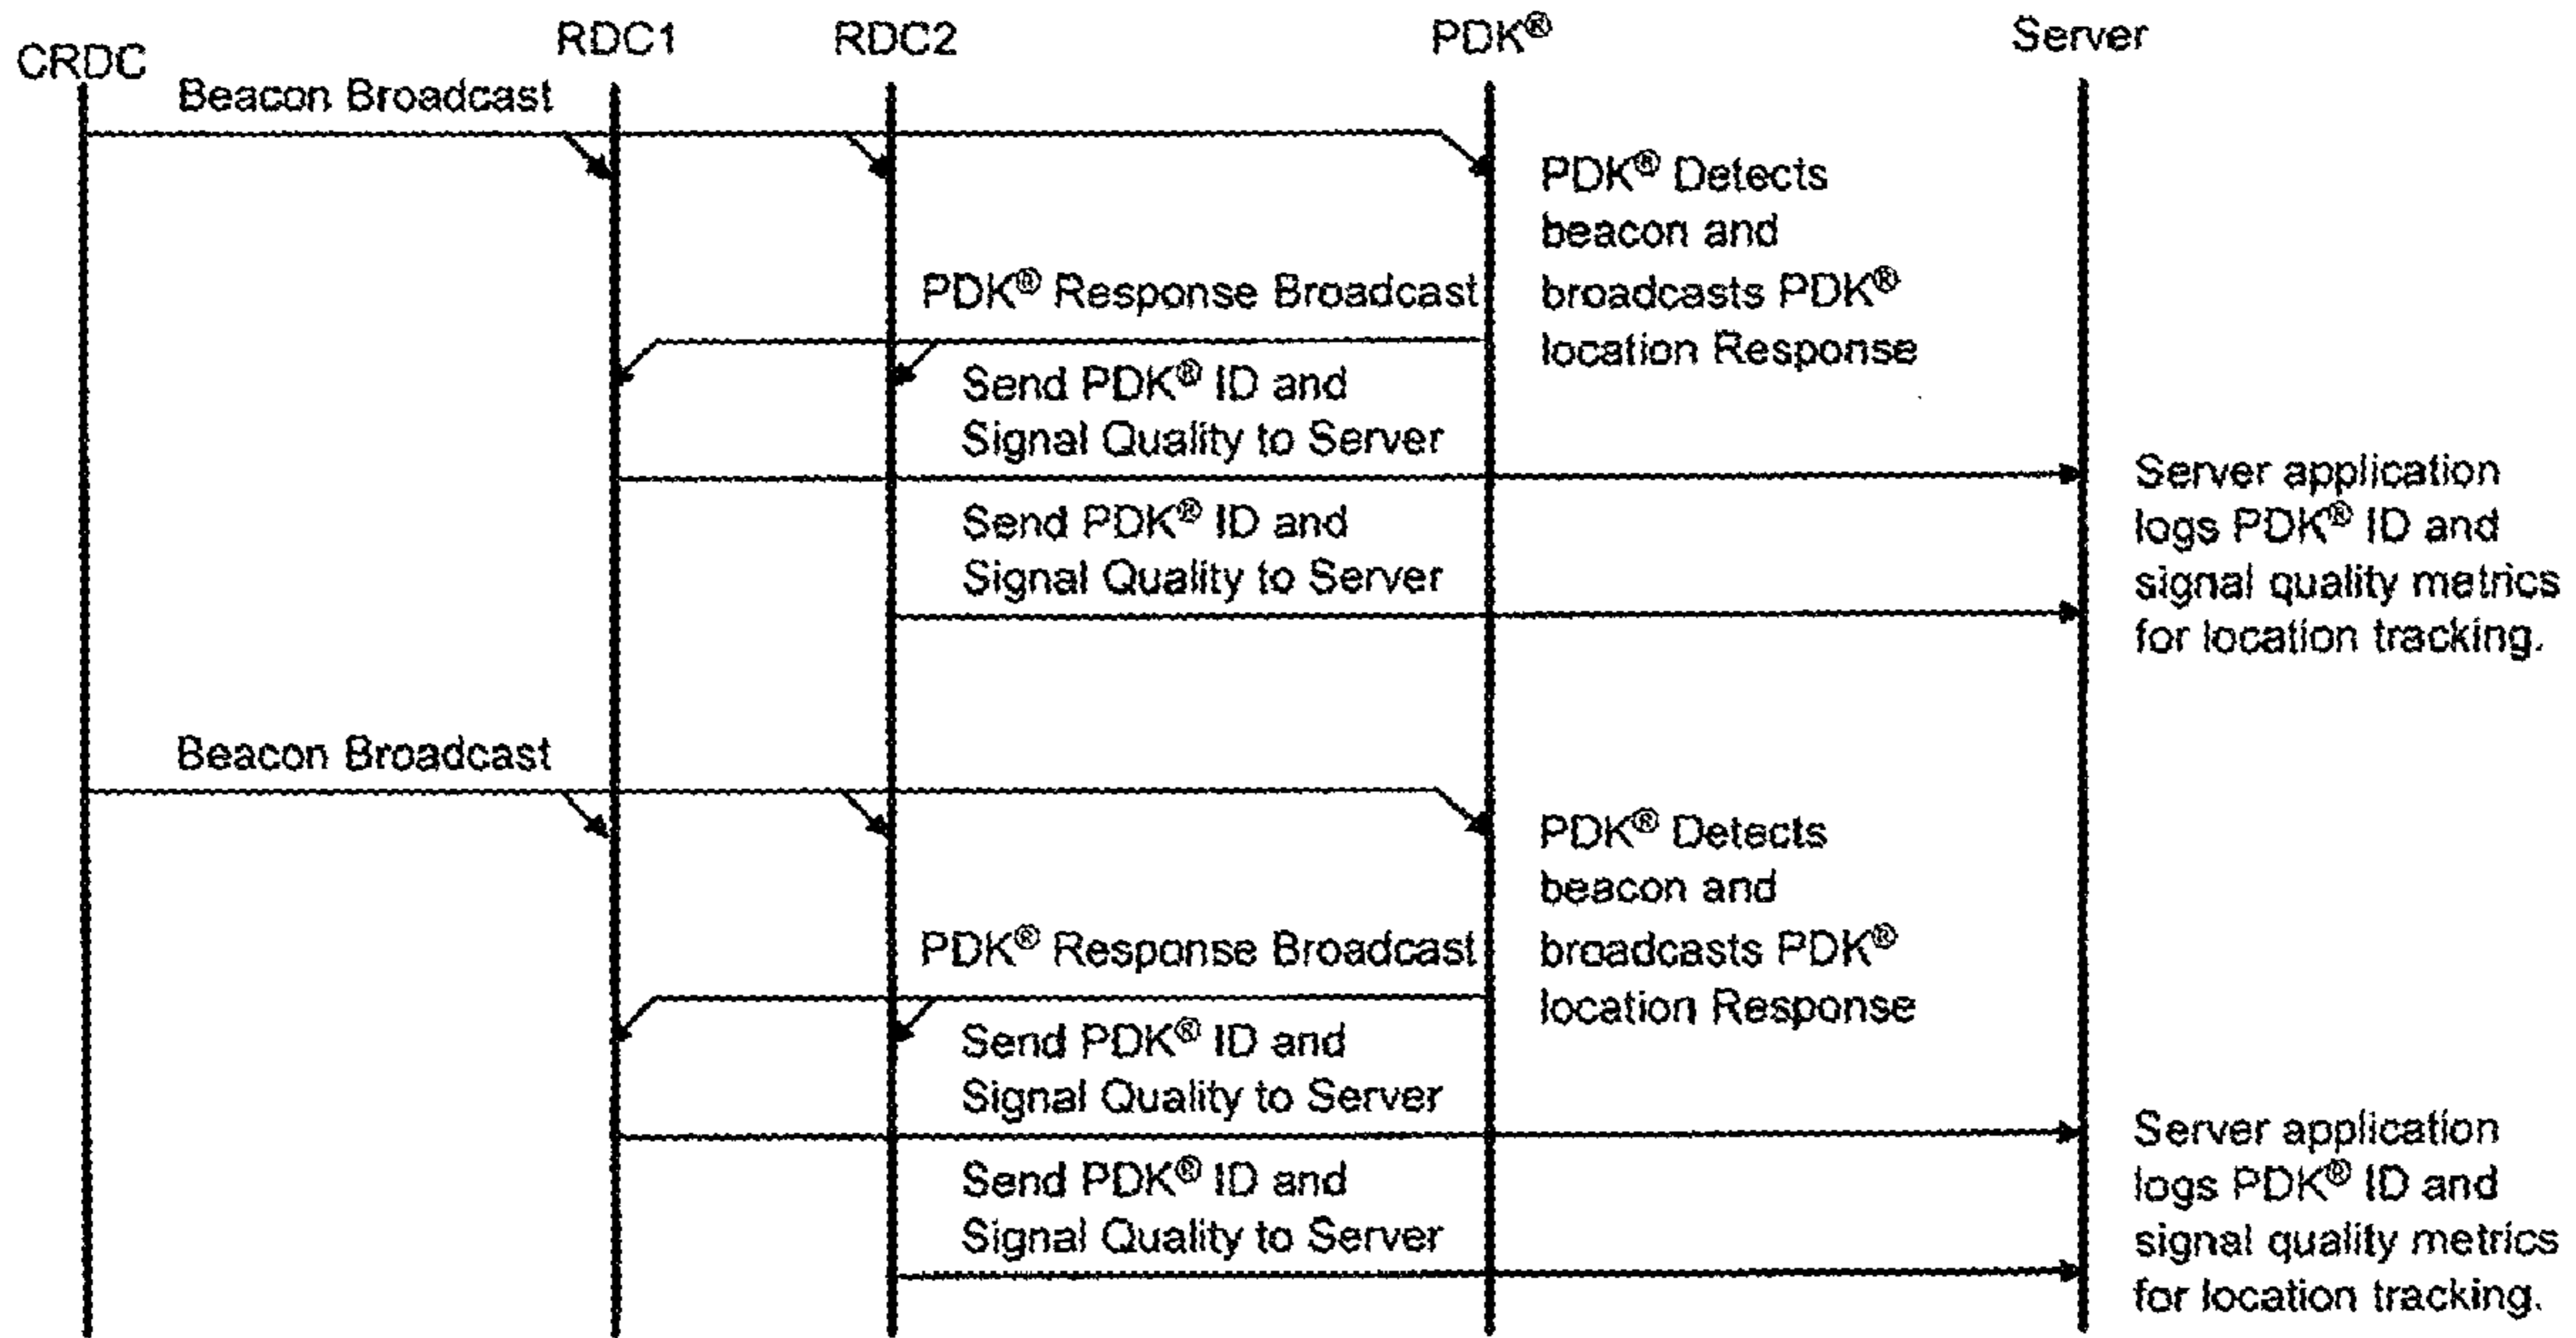 CRDC
RDC1
RDC2
PDK®
Server
Beacon Broadcast
PDK® Detects
beacon and
broadcasts PDK®
location Response
PDK® Response Broadcast
Send PDK® ID and
Signal Quality to Server
Send PDK® ID and
Signal Quality to Server
Server application
logs PDK® ID and
signal quality metrics
for location tracking.
Beacon Broadcast
PDK® Detects
beacon and
broadcasts PDK®
location Response
PDK® Response Broadcast
Send PDK® ID and
Signal Quality to Server
Send PDK® ID and
Signal Quality to Server
Server application
logs PDK® ID and
signal quality metrics
for location tracking.